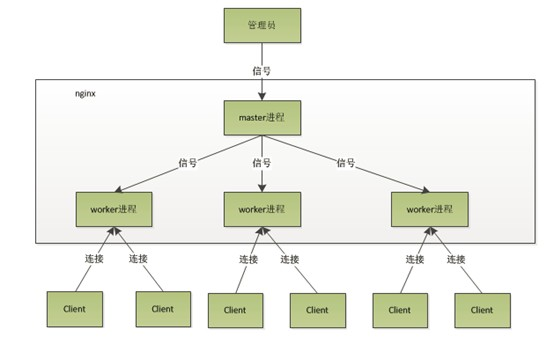 管理员
信号
nginx
master进程
信号
信号
信号
worker进程
worker进程
worker进程
连接
连接
连接
连接
连接
连接
Client
Client
Client
Client
Client
Client